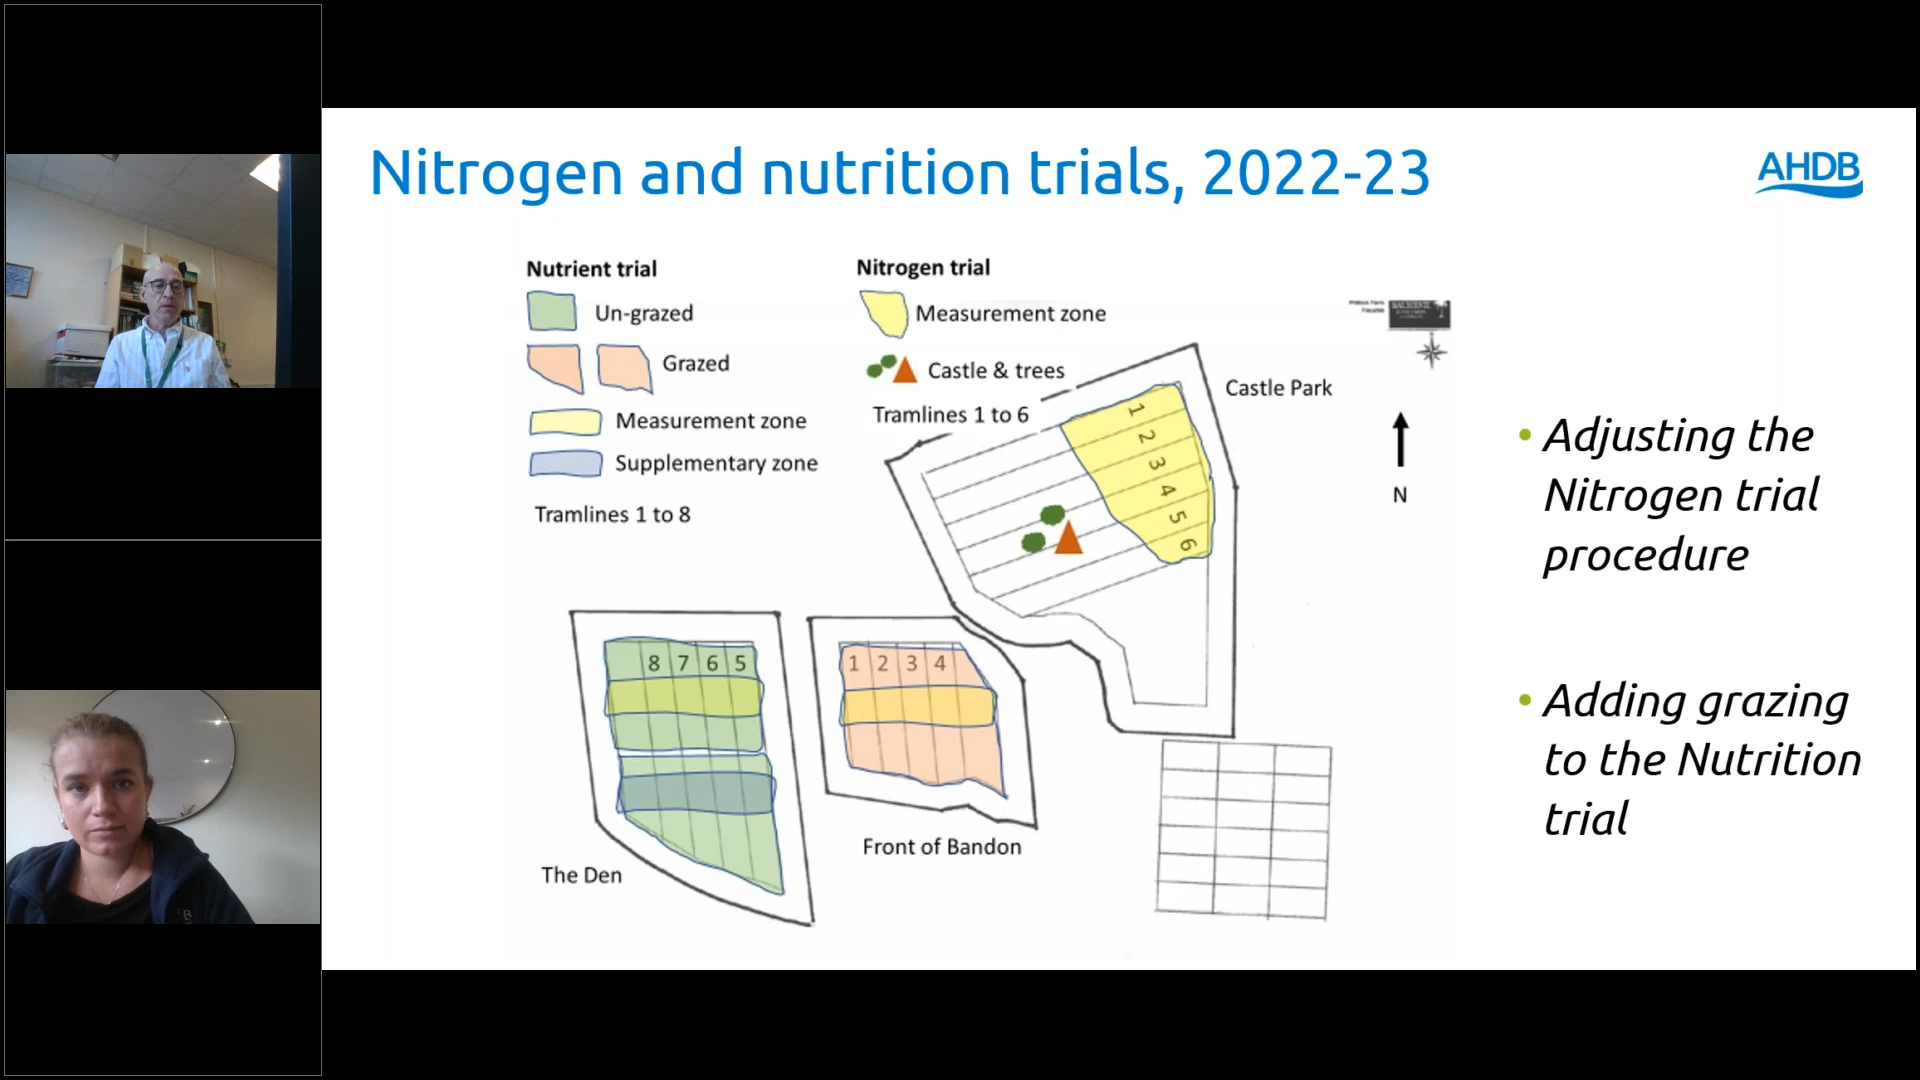 Nitrogen and nutrition trials, 2022-23
AHDB
Nutrient trial
Un-grazed
Grazed
Measurement zone
Supplementary zone
Tramlines 1 to 8
Nitrogen trial
Measurement zone
Castle & trees
Tramlines 1 to 6
Castle Park
1
2
3
4
5
6
N
8 7 6 5
The Den
1 2 3 4
Front of Bandon
• Adjusting the
Nitrogen trial
procedure
• Adding grazing
to the Nutrition
trial